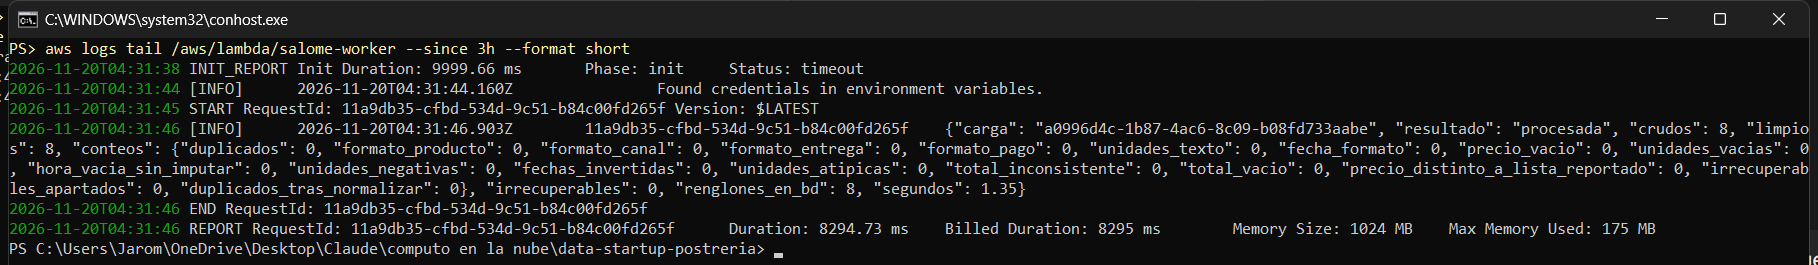 C:\WINDOWS\system32\conhost.exe
PS> aws logs tail /aws/lambda/salome-worker --since 3h --format short
2026-11-20T04:31:38 INIT_REPORT Init Duration: 9999.66 ms Phase: init Status: timeout
2026-11-20T04:31:44 [INFO] 2026-11-20T04:31:44.160Z Found credentials in environment variables.
2026-11-20T04:31:45 START RequestId: 11a9db35-cfbd-534d-9c51-b84c00fd265f Version: $LATEST
2026-11-20T04:31:46 [INFO] 2026-11-20T04:31:46.903Z 11a9db35-cfbd-534d-9c51-b84c00fd265f {"carga": "a0996d4c-1b87-4ac6-8c09-b08fd733aabe", "resultado": "procesada", "crudos": 8, "limpio
s": 8, "conteos": {"duplicados": 0, "formato_producto": 0, "formato_canal": 0, "formato_entrega": 0, "formato_pago": 0, "unidades_texto": 0, "fecha_formato": 0, "precio_vacio": 0, "unidades_vacias": 0
, "hora_vacia_sin_imputar": 0, "unidades_negativas": 0, "fechas_invertidas": 0, "unidades_atipicas": 0, "total_inconsistente": 0, "total_vacio": 0, "precio_distinto_a_lista_reportado": 0, "irrecuperab
les_apartados": 0, "duplicados_tras_normalizar": 0}, "irrecuperables": 0, "renglones_en_bd": 8, "segundos": 1.35}
2026-11-20T04:31:46 END RequestId: 11a9db35-cfbd-534d-9c51-b84c00fd265f
2026-11-20T04:31:46 REPORT RequestId: 11a9db35-cfbd-534d-9c51-b84c00fd265f Duration: 8294.73 ms Billed Duration: 8295 ms Memory Size: 1024 MB Max Memory Used: 175 MB
PS C:\Users\Jarom\OneDrive\Desktop\Claude\computo en la nube\data-startup-postreria>